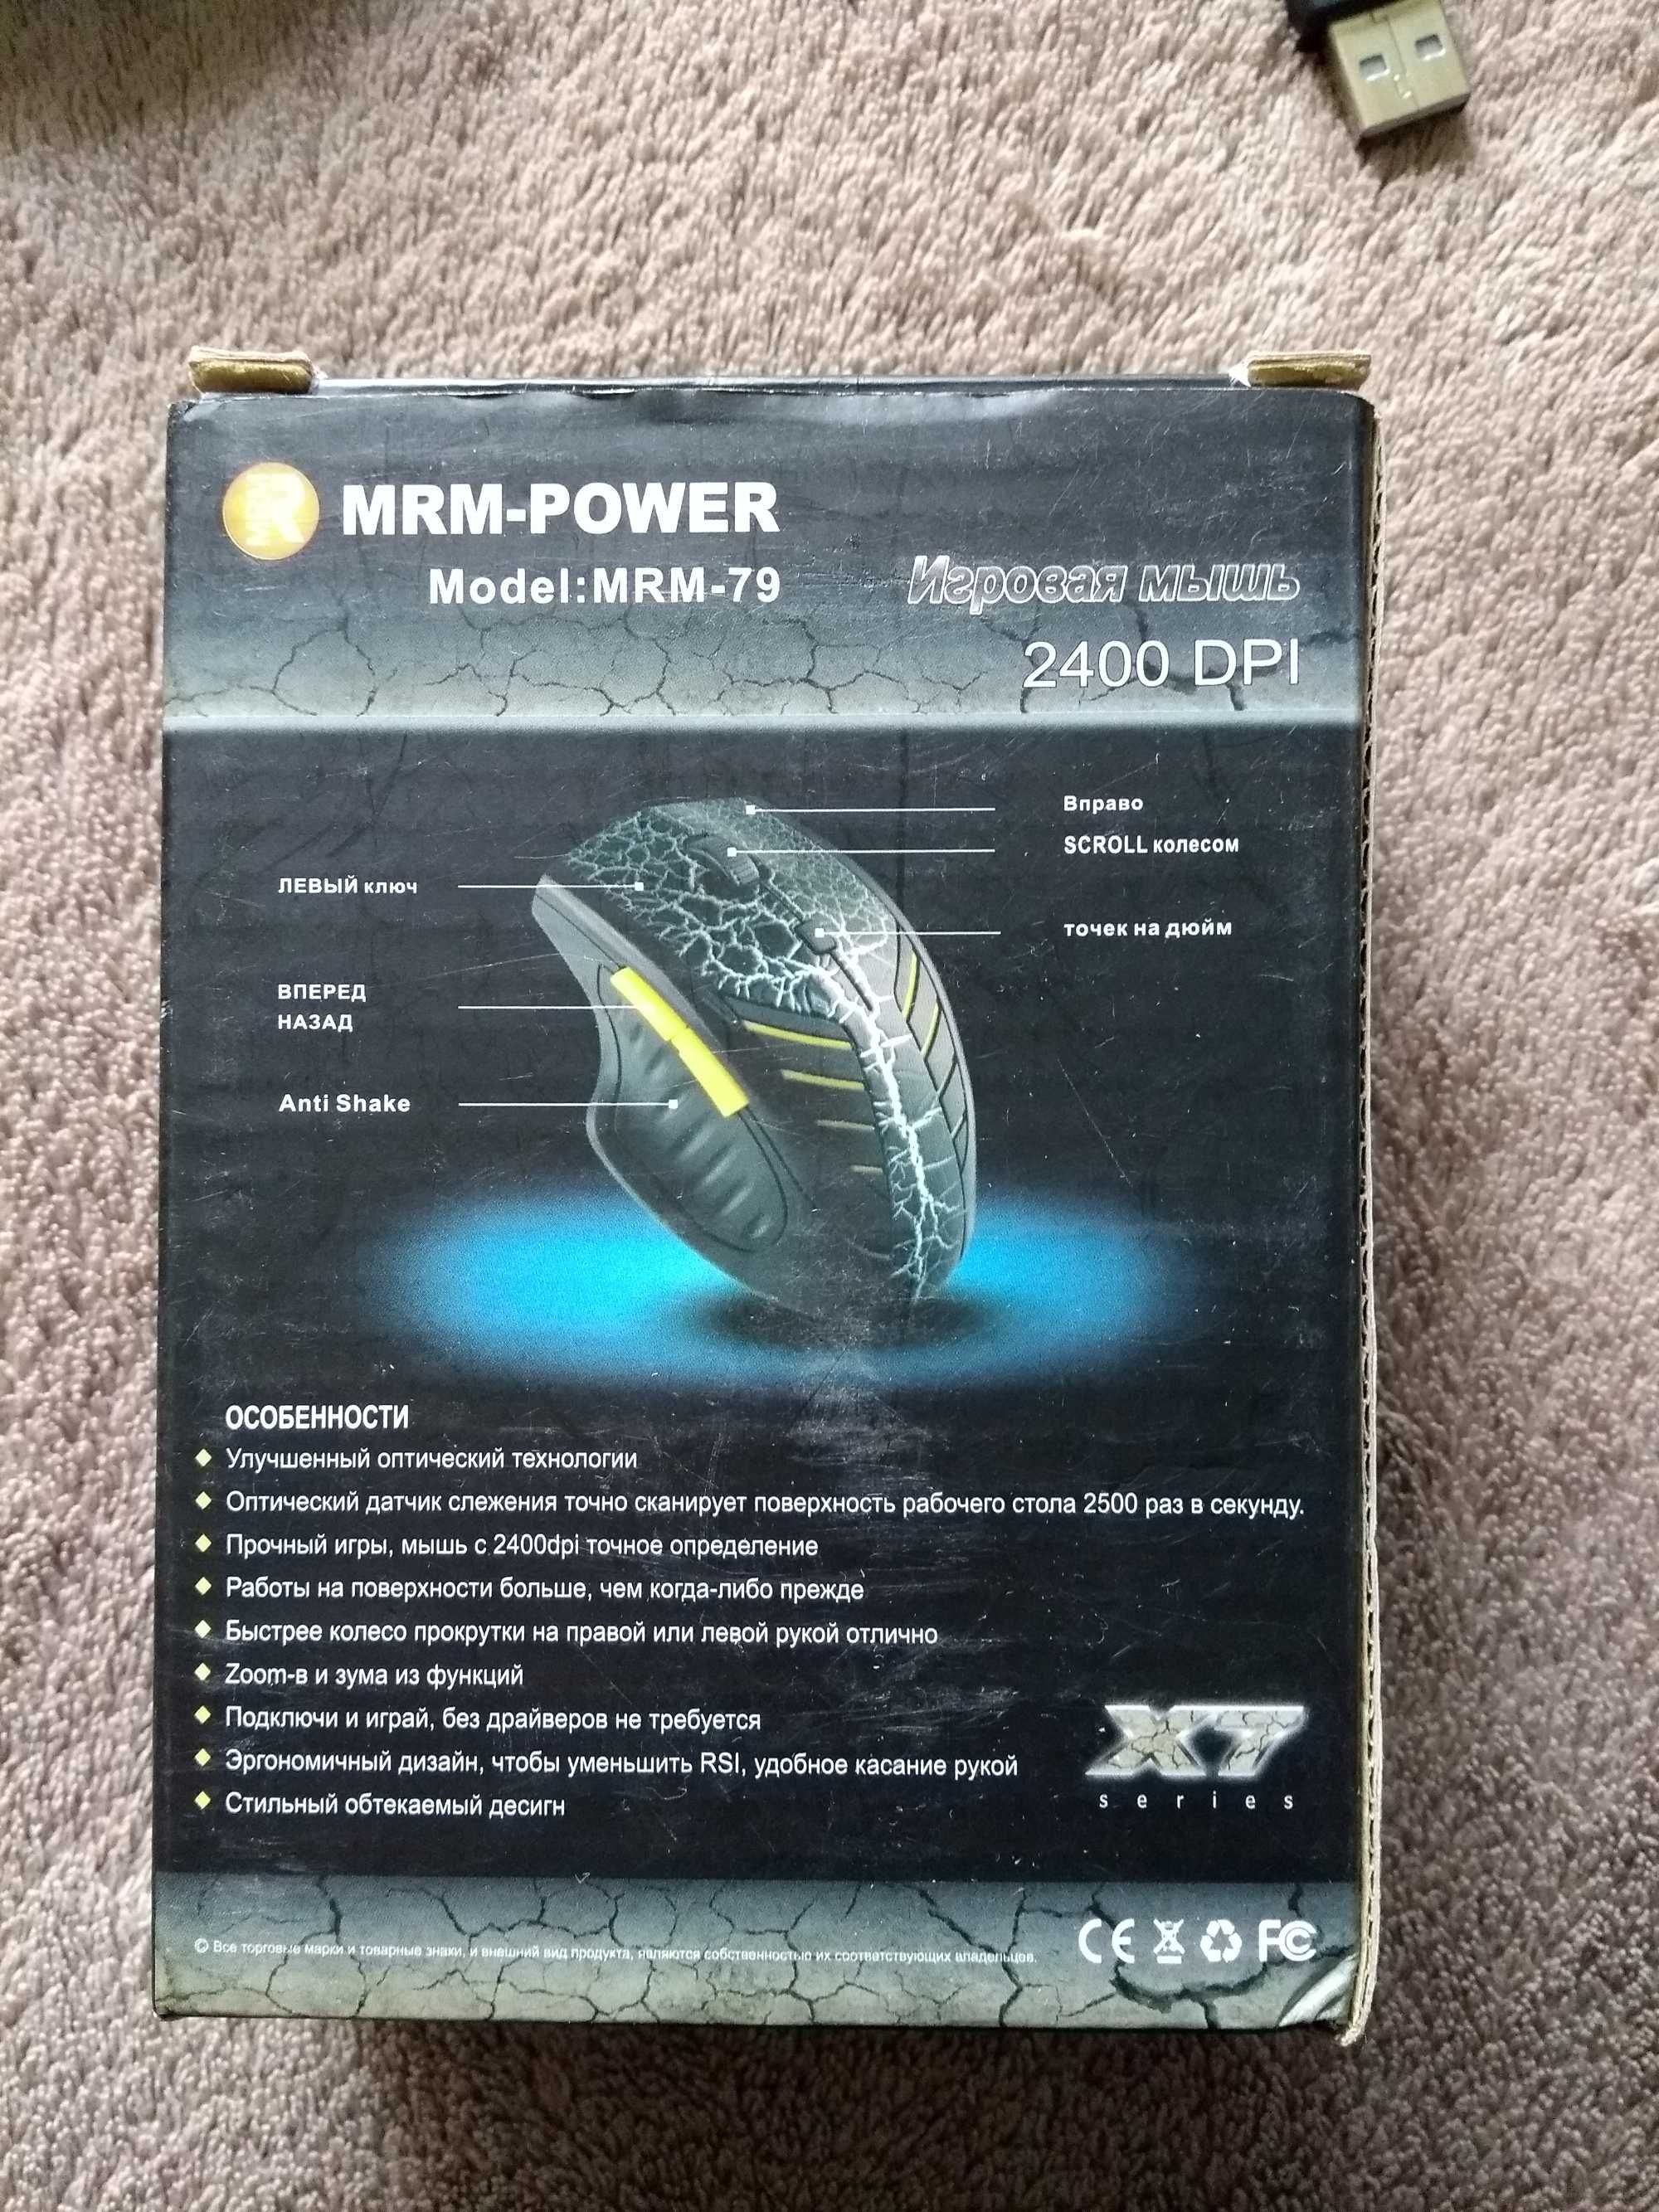 R MRM-POWER
Model:MRM-79
Игровая мышь
2400 DPI
Вправо
SCROLL колесом
ЛЕВЫЙ ключ
точек на дюйм
ВПЕРЕД
НАЗАД
Anti Shake
ОСОБЕННОСТИ
Улучшенный оптический технологии
Оптический датчик слежения точно сканирует поверхность рабочего стола 2500 раз в секунду.
Прочный игры, мышь с 2400dpi точное определение
Работы на поверхности больше, чем когда-либо прежде
Быстрее колесо прокрутки на правой или левой рукой отлично
Zoom-в и зума из функций
Подключи и играй, без драйверов не требуется
Эргономичный дизайн, чтобы уменьшить RSI, удобное касание рукой
Стильный обтекаемый десигн
X7
series
© Все торговые марки и товарные знаки, и внешний вид продукта, являются собственностью их соответствующих владельцев.
CE FC